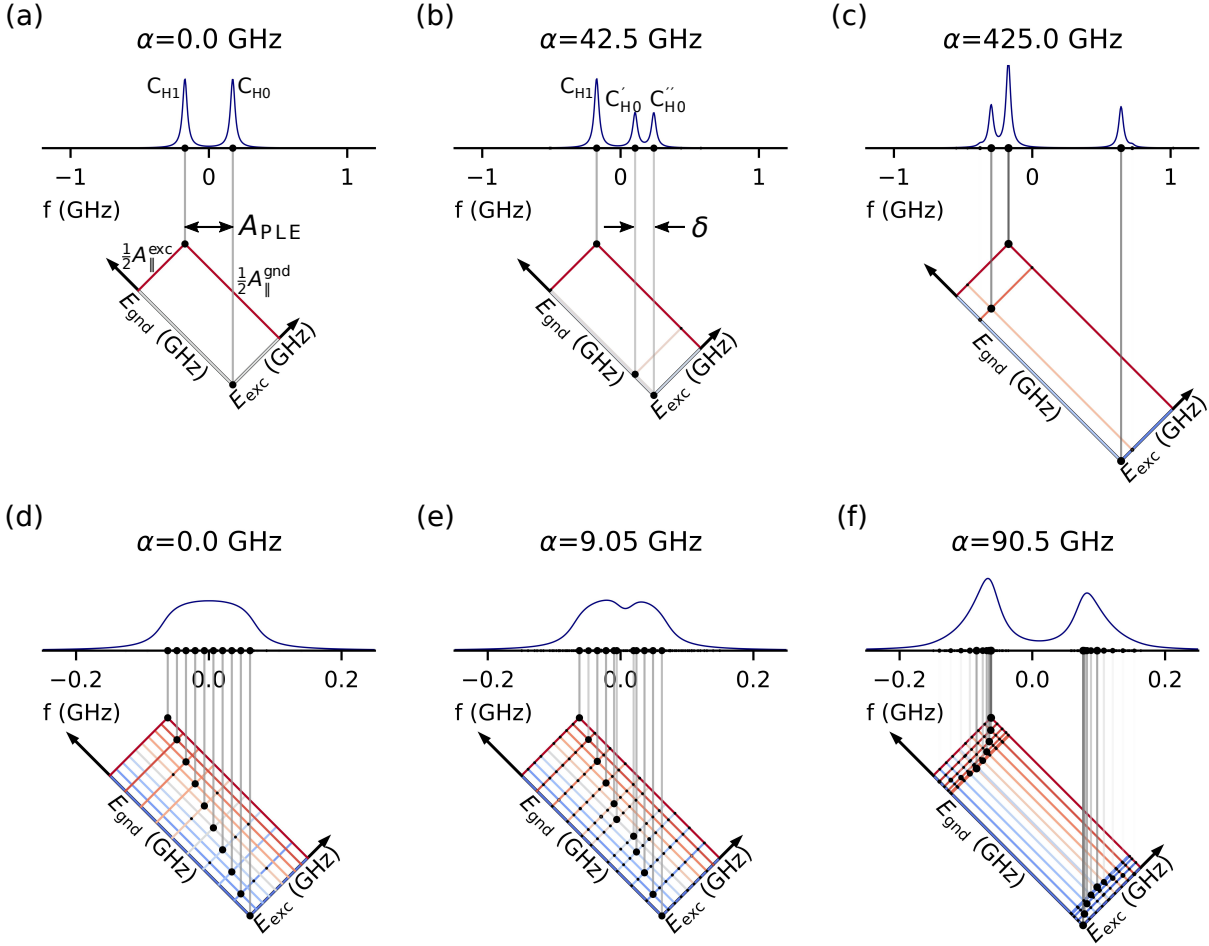 (a)
α=0.0 GHz
C_H1 C_H0
−1 0 1
f (GHz)
A_PLE
½A_∥^exc
½A_∥^gnd
E_gnd (GHz)
E_exc (GHz)
(b)
α=42.5 GHz
C_H1 C′_H0 C″_H0
−1 0 1
f (GHz)
δ
E_gnd (GHz)
E_exc (GHz)
(c)
α=425.0 GHz
−1 0 1
f (GHz)
E_gnd (GHz)
E_exc (GHz)
(d)
α=0.0 GHz
−0.2 0.0 0.2
f (GHz)
E_gnd (GHz)
E_exc (GHz)
(e)
α=9.05 GHz
−0.2 0.0 0.2
f (GHz)
E_gnd (GHz)
E_exc (GHz)
(f)
α=90.5 GHz
−0.2 0.0 0.2
f (GHz)
E_gnd (GHz)
E_exc (GHz)